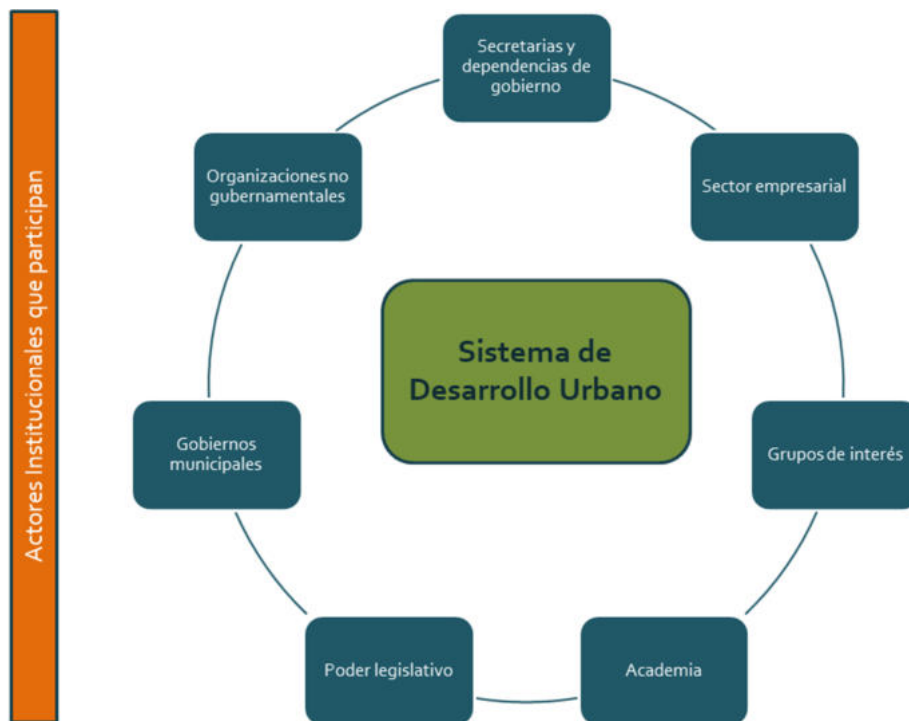 Actores Institucionales que participan
Secretarias y
dependencias de
gobierno
Organizaciones no
gubernamentales
Sector empresarial
Sistema de
Desarrollo Urbano
Gobiernos
municipales
Grupos de interés
Poder legislativo
Academia